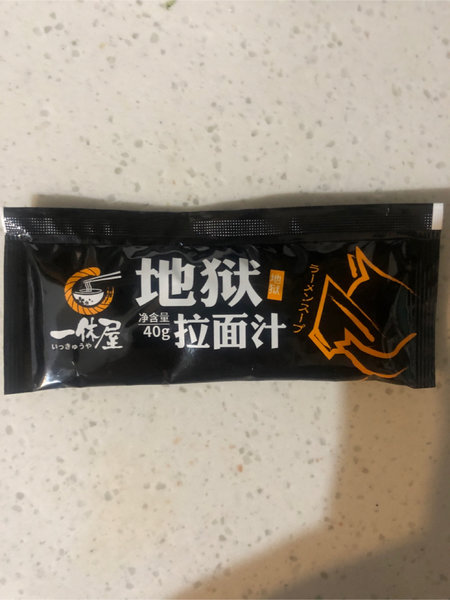 一休屋
いっきゅうや
地狱
地獄
净含量
40g
拉面汁
ラーメンスープ